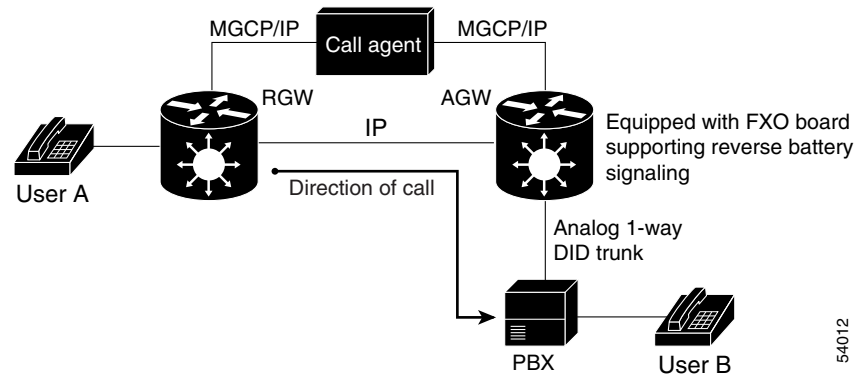 MGCP/IP
Call agent
MGCP/IP
RGW
AGW
IP
Equipped with FXO board
supporting reverse battery
signaling
User A
Direction of call
Analog 1-way
DID trunk
PBX
User B
54012